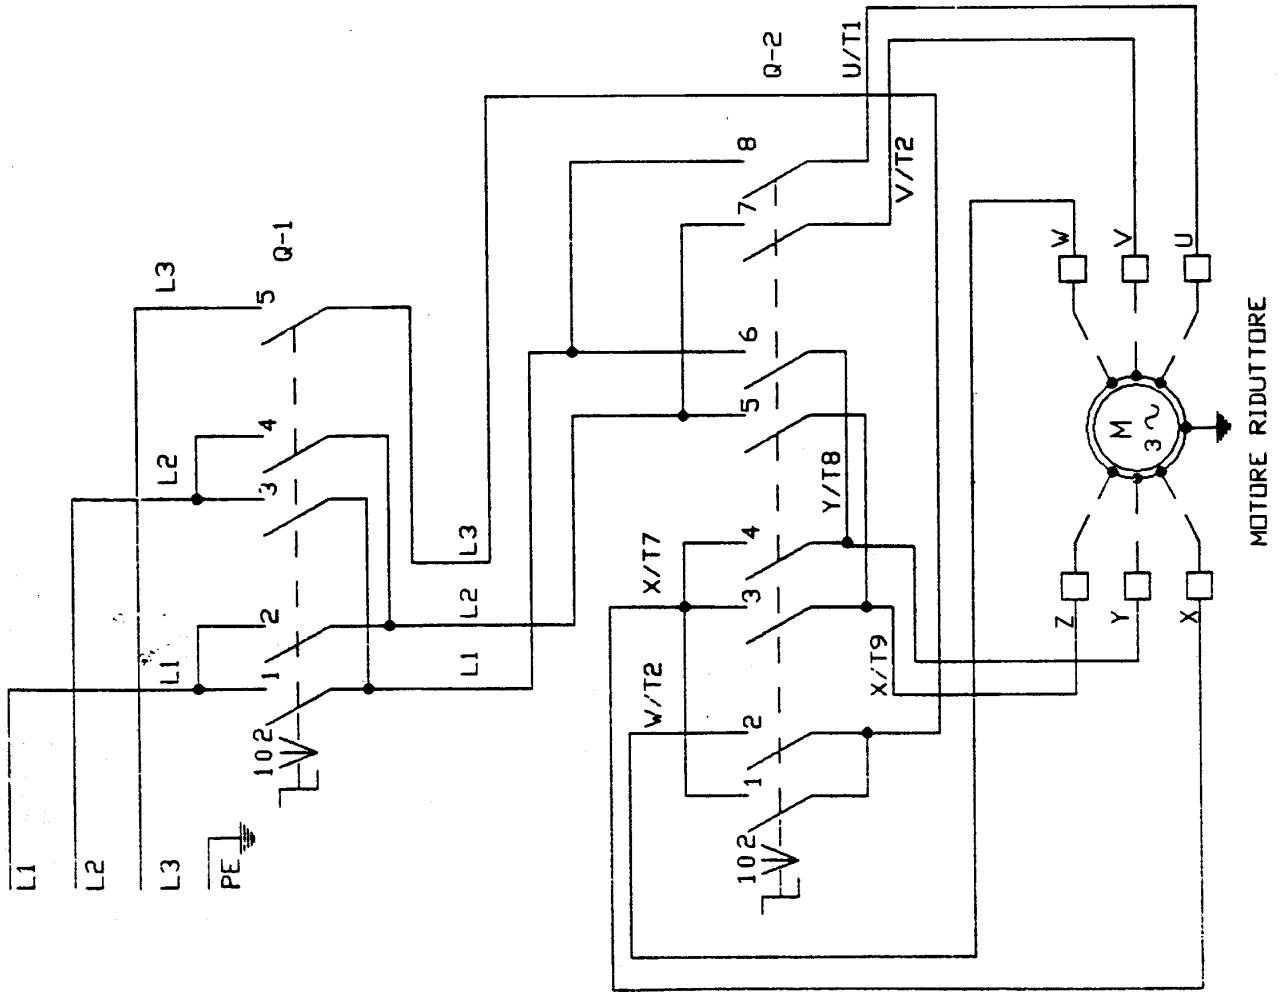 L1
L2
L3
PE
L1
L2
L3
Q-1
1
2
3
4
5
102
L1
L2
L3
W/T2
X/T7
Q-2
1
2
3
4
5
6
7
8
102
X/T9
Y/T8
V/T2
U/T1
Z
Y
X
W
V
U
M
3~
MOTORE RIDUTTORE